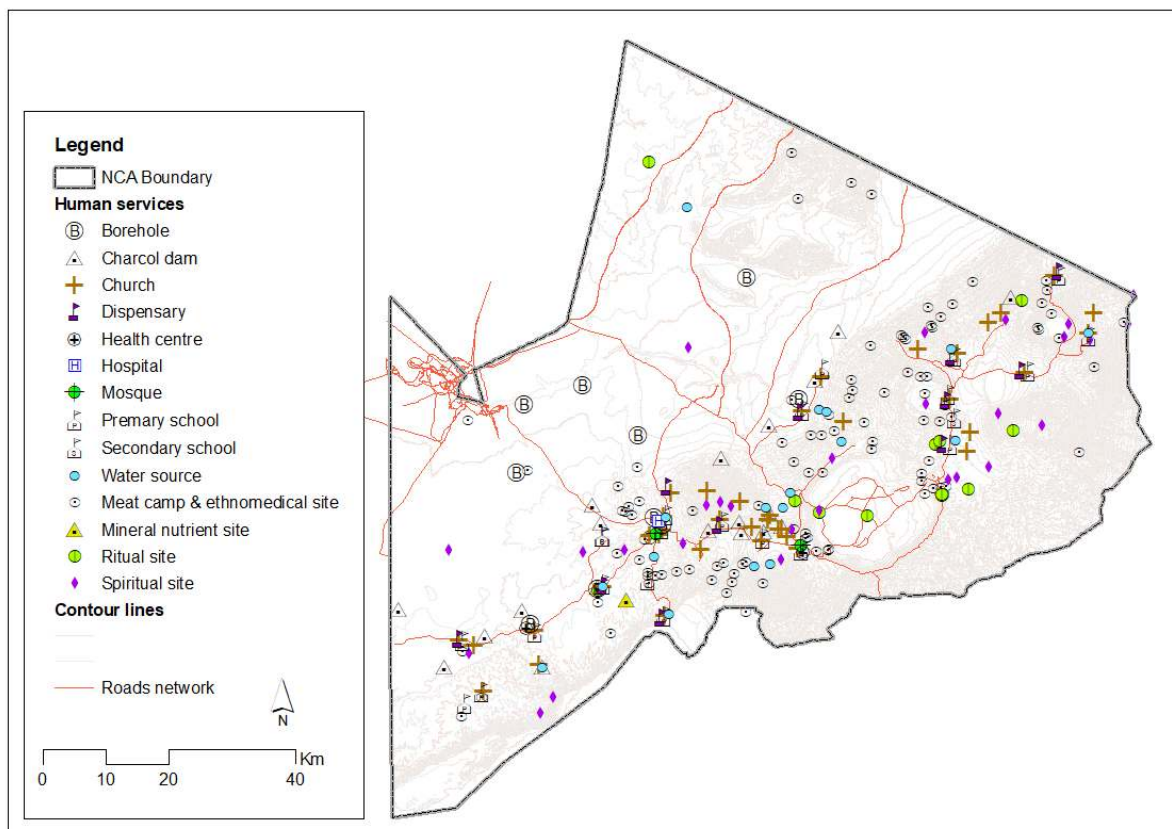 Legend
NCA Boundary
Human services
Borehole
Charcol dam
Church
Dispensary
Health centre
Hospital
Mosque
Premary school
Secondary school
Water source
Meat camp & ethnomedical site
Mineral nutrient site
Ritual site
Spiritual site
Contour lines
Roads network
N
Km
0 10 20 40